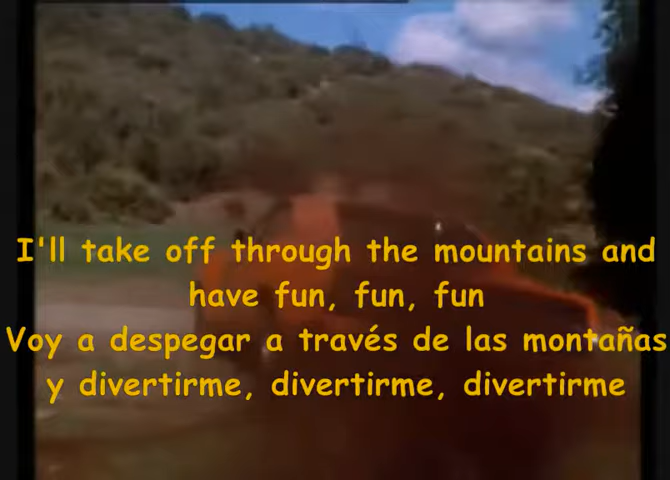 I'll take off through the mountains and
have fun, fun, fun
Voy a despegar a través de las montañas
y divertirme, divertirme, divertirme